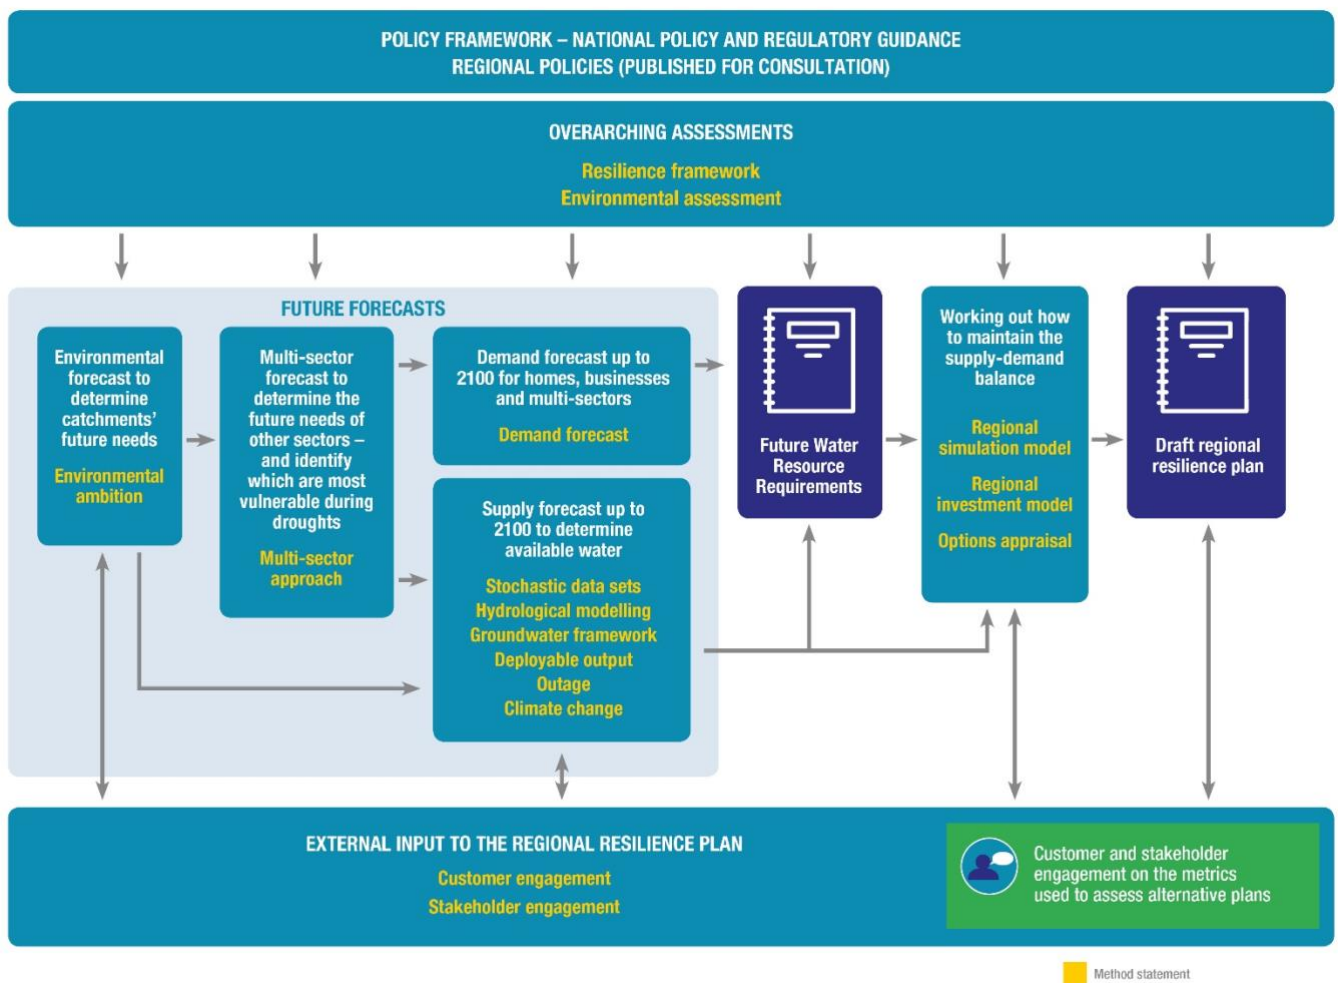 POLICY FRAMEWORK – NATIONAL POLICY AND REGULATORY GUIDANCE
REGIONAL POLICIES (PUBLISHED FOR CONSULTATION)
OVERARCHING ASSESSMENTS
Resilience framework
Environmental assessment
FUTURE FORECASTS
Environmental
forecast to
determine
catchments’
future needs
Environmental
ambition
Multi-sector
forecast to
determine the
future needs of
other sectors –
and identify
which are most
vulnerable during
droughts
Multi-sector
approach
Demand forecast up to
2100 for homes, businesses
and multi-sectors
Demand forecast
Supply forecast up to
2100 to determine
available water
Stochastic data sets
Hydrological modelling
Groundwater framework
Deployable output
Outage
Climate change
Future Water
Resource
Requirements
Working out how
to maintain the
supply-demand
balance
Regional
simulation model
Regional
investment model
Options appraisal
Draft regional
resilience plan
EXTERNAL INPUT TO THE REGIONAL RESILIENCE PLAN
Customer engagement
Stakeholder engagement
Customer and stakeholder
engagement on the metrics
used to assess alternative plans
Method statement